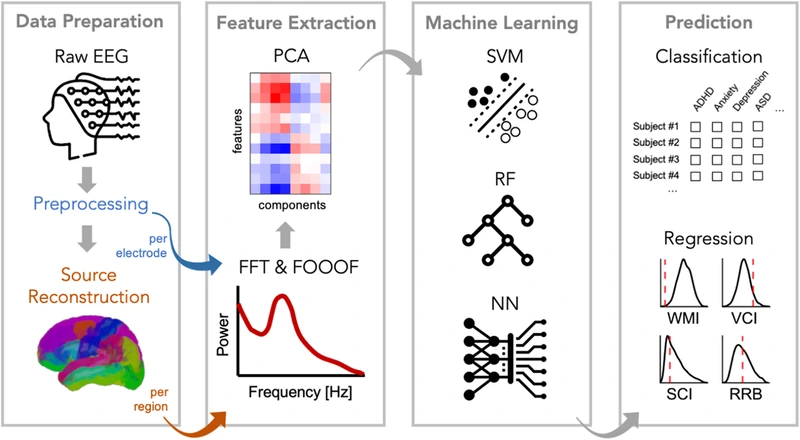 Data Preparation
Raw EEG
Preprocessing
per
electrode
Source
Reconstruction
per
region
Feature Extraction
PCA
features
components
FFT & FOOOF
Power
Frequency [Hz]
Machine Learning
SVM
RF
NN
Prediction
Classification
ADHD
Anxiety
Depression
ASD
...
Subject #1
Subject #2
Subject #3
Subject #4
...
Regression
WMI
VCI
SCI
RRB